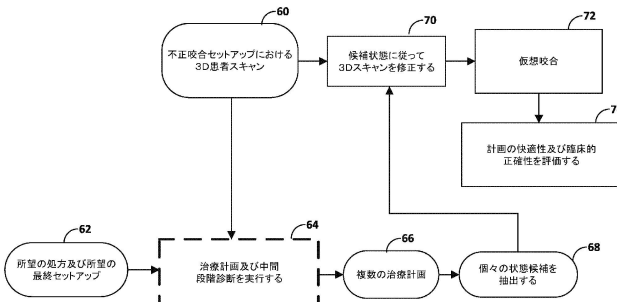 60
不正咬合セットアップにおける
3D患者スキャン
70
候補状態に従って
3Dスキャンを修正する
72
仮想咬合
計画の快適性及び臨床的
正確性を評価する
62
所望の処方及び所望の
最終セットアップ
64
治療計画及び中間
段階診断を実行する
66
複数の治療計画
68
個々の状態候補を
抽出する